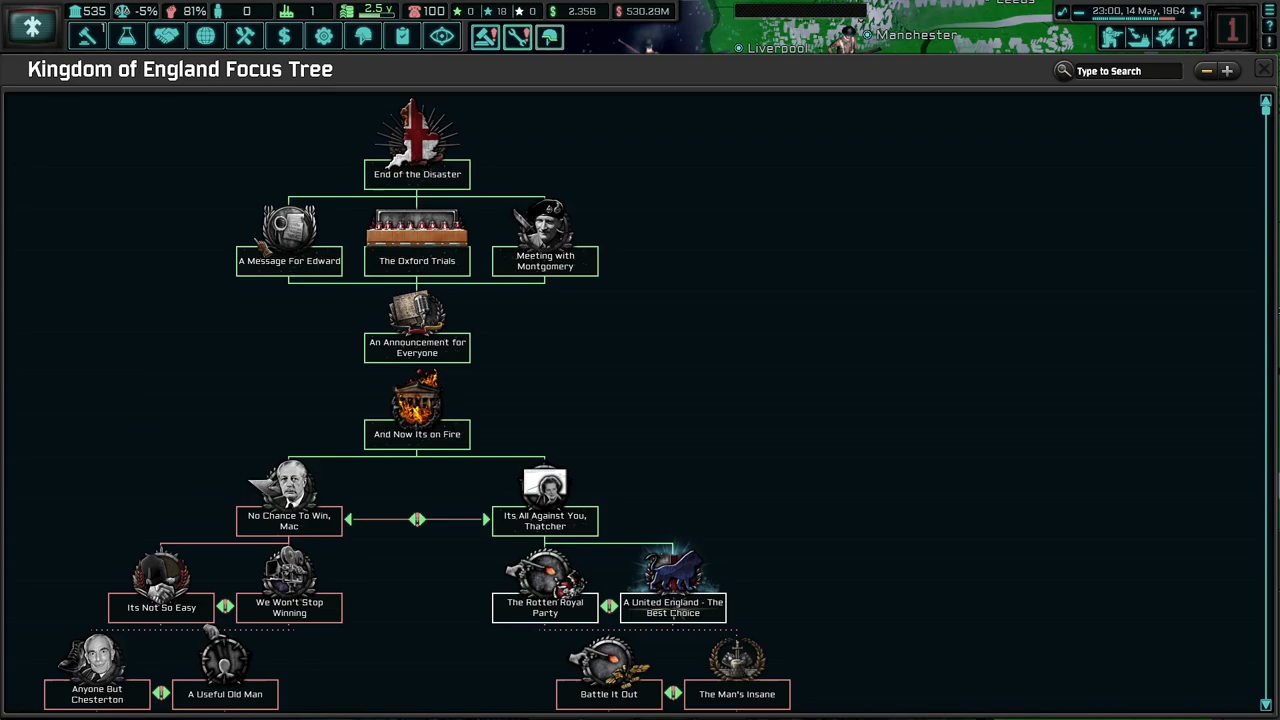 535 -5% 81% 0 1 2.5 v 100 0 18 0 2.35B 530.29M
23:00, 14 May, 1964
Leeds
Liverpool
Manchester
Kingdom of England Focus Tree
Type to Search
End of the Disaster
A Message For Edward
The Oxford Trials
Meeting with
Montgomery
An Announcement for
Everyone
And Now Its on Fire
No Chance To Win,
Mac
Its All Against You,
Thatcher
Its Not So Easy
We Won't Stop
Winning
The Rotten Royal
Party
A United England - The
Best Choice
Anyone But
Chesterton
A Useful Old Man
Battle It Out
The Man's Insane